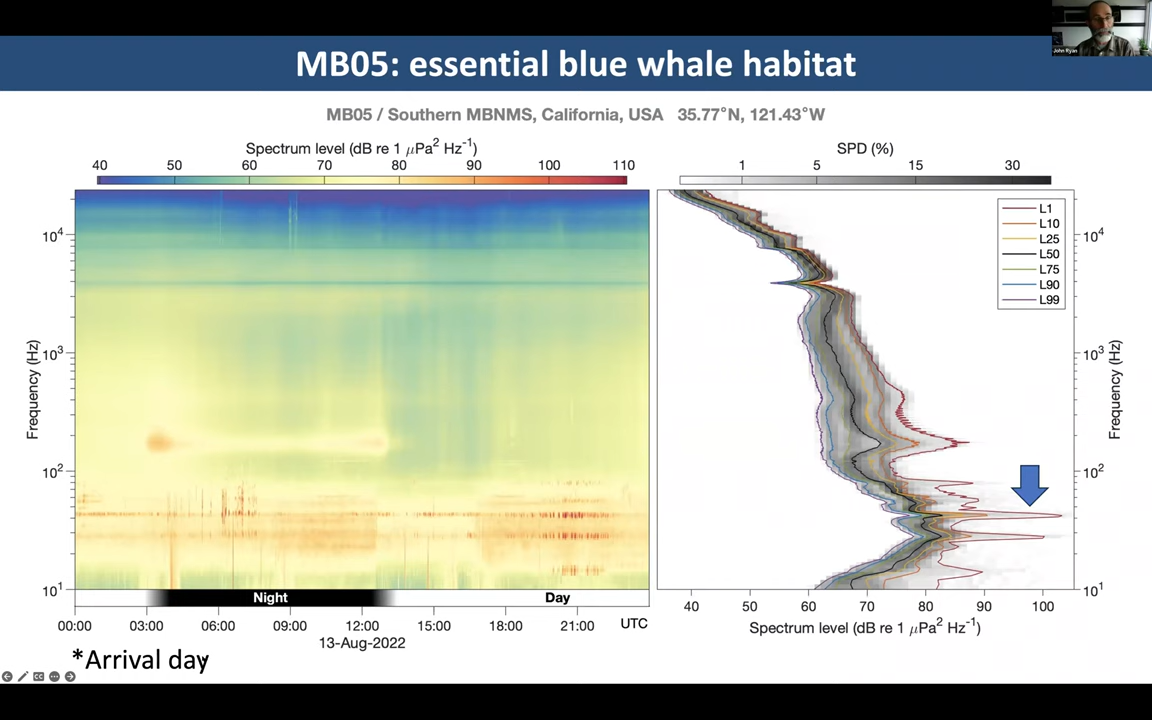 John Ryan
MB05: essential blue whale habitat
MB05 / Southern MBNMS, California, USA 35.77°N, 121.43°W
Spectrum level (dB re 1 μPa² Hz⁻¹)
40 50 60 70 80 90 100 110
SPD (%)
1 5 15 30
Frequency (Hz)
10⁴
10³
10²
10¹
Night
Day
00:00 03:00 06:00 09:00 12:00 15:00 18:00 21:00 UTC
13-Aug-2022
L1
L10
L25
L50
L75
L90
L99
10⁴
10³
10²
10¹
Frequency (Hz)
40 50 60 70 80 90 100
Spectrum level (dB re 1 μPa² Hz⁻¹)
*Arrival day